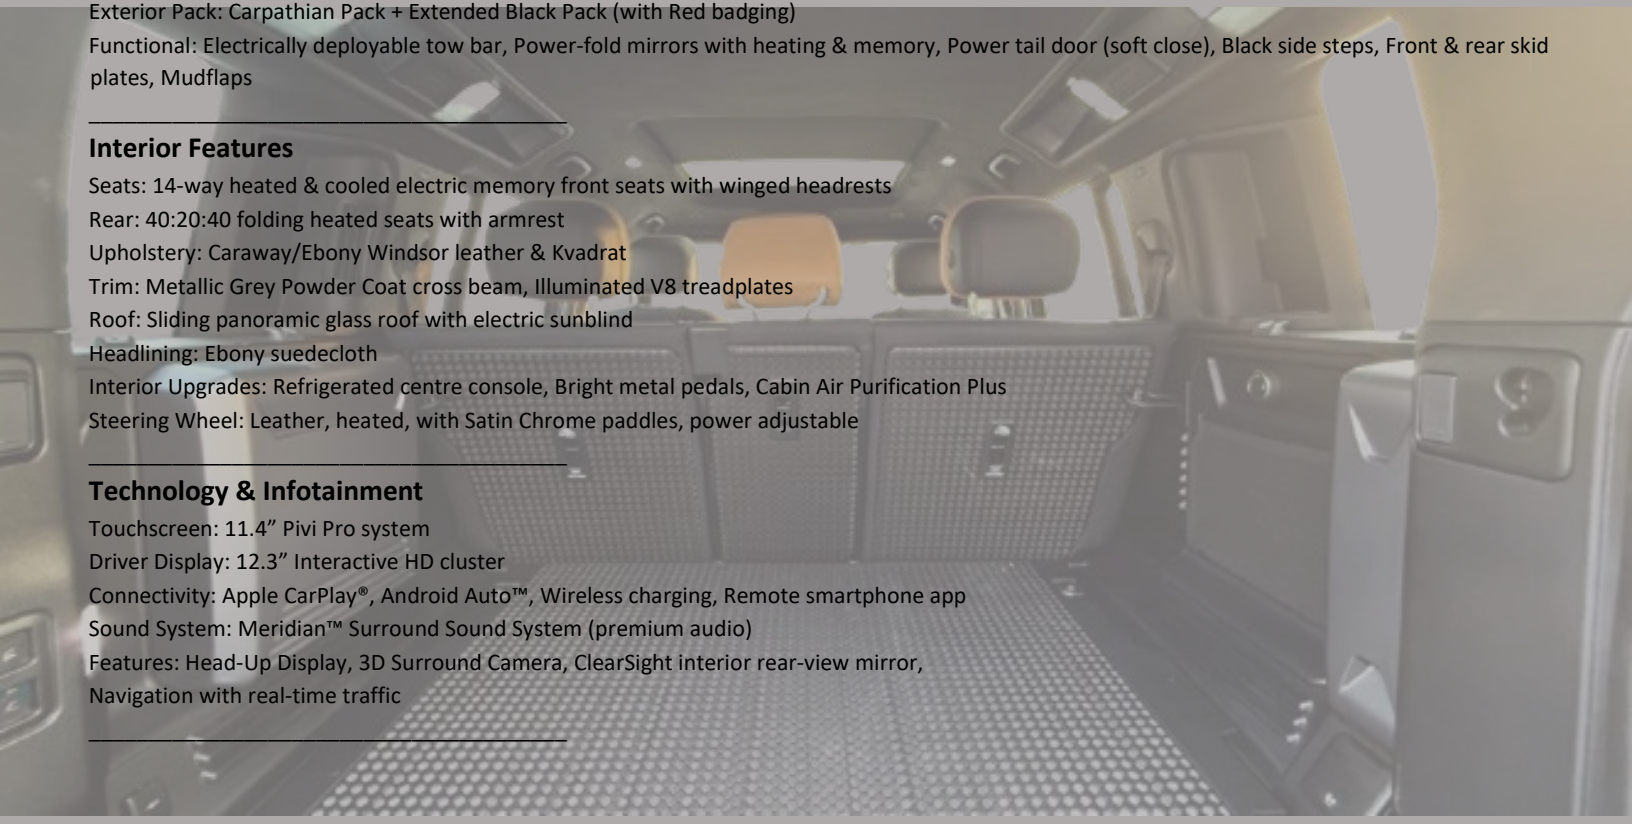 Exterior Pack: Carpathian Pack + Extended Black Pack (with Red badging)
Functional: Electrically deployable tow bar, Power-fold mirrors with heating & memory, Power tail door (soft close), Black side steps, Front & rear skid
plates, Mudflaps
Interior Features
Seats: 14-way heated & cooled electric memory front seats with winged headrests
Rear: 40:20:40 folding heated seats with armrest
Upholstery: Caraway/Ebony Windsor leather & Kvadrat
Trim: Metallic Grey Powder Coat cross beam, Illuminated V8 treadplates
Roof: Sliding panoramic glass roof with electric sunblind
Headlining: Ebony suedecloth
Interior Upgrades: Refrigerated centre console, Bright metal pedals, Cabin Air Purification Plus
Steering Wheel: Leather, heated, with Satin Chrome paddles, power adjustable
Technology & Infotainment
Touchscreen: 11.4” Pivi Pro system
Driver Display: 12.3” Interactive HD cluster
Connectivity: Apple CarPlay®, Android Auto™, Wireless charging, Remote smartphone app
Sound System: Meridian™ Surround Sound System (premium audio)
Features: Head-Up Display, 3D Surround Camera, ClearSight interior rear-view mirror,
Navigation with real-time traffic